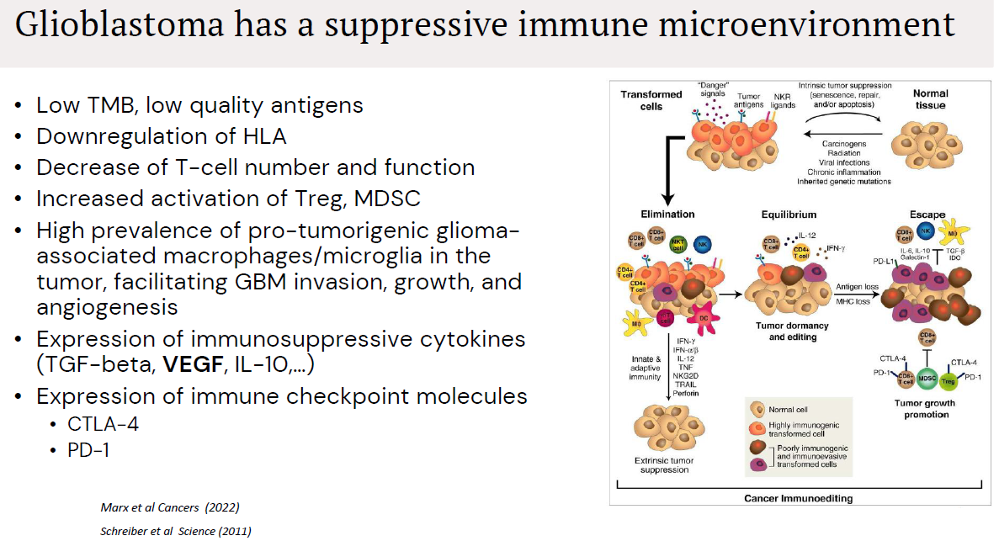 Glioblastoma has a suppressive immune microenvironment
• Low TMB, low quality antigens
• Downregulation of HLA
• Decrease of T-cell number and function
• Increased activation of Treg, MDSC
• High prevalence of pro-tumorigenic glioma-
associated macrophages/microglia in the
tumor, facilitating GBM invasion, growth, and
angiogenesis
• Expression of immunosuppressive cytokines
(TGF-beta, VEGF, IL-10,...)
• Expression of immune checkpoint molecules
• CTLA-4
• PD-1
Marx et al Cancers (2022)
Schreiber et al Science (2011)
Transformed
cells
"Danger"
signals
Tumor
antigens
NKR
ligands
Intrinsic tumor suppression
(senescence, repair,
and/or apoptosis)
Normal
tissue
Carcinogens
Radiation
Viral infections
Chronic inflammation
Inherited genetic mutations
Elimination
CD8+
T cell
CD8+
T cell
NKT
cell
NK
CD4+
T cell
CD4+
T cell
MØ
cell
DC
Innate &
adaptive
immunity
IFN-γ
IFN-α/β
IL-12
TNF
NKG2D
TRAIL
Perforin
Extrinsic tumor
suppression
Equilibrium
CD8+
T cell
IL-12
CD4+
T cell
IFN-γ
Tumor dormancy
and editing
Antigen loss
MHC loss
Escape
CD8+
T cell
NK
MØ
IL-6, IL-10
Galectin-1
TGF-β
IDO
PD-L1
CD8+
T cell
CTLA-4
PD-1
CD8+
T cell
MDSC
Treg
CTLA-4
PD-1
Tumor growth
promotion
Normal cell
Highly immunogenic
transformed cell
Poorly immunogenic
and immunoevasive
transformed cells
Cancer Immunoediting